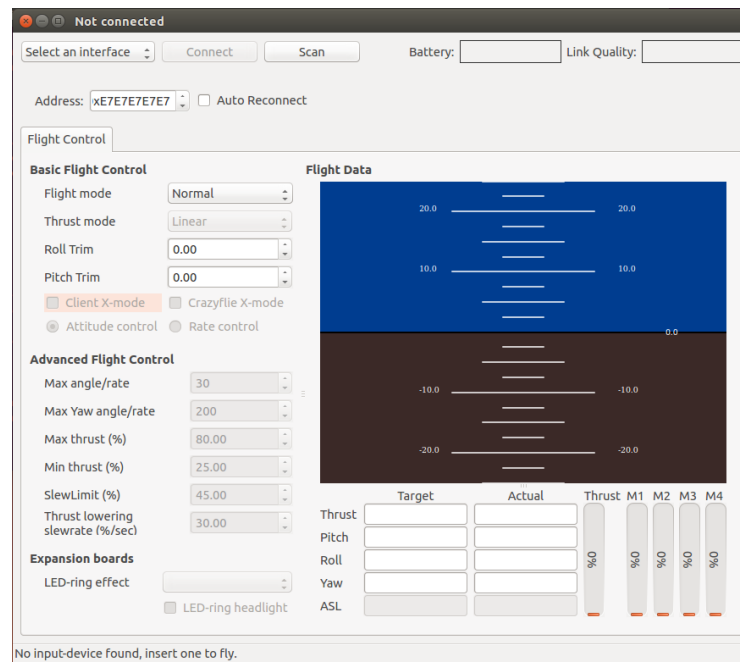 Not connected
Select an interface Connect Scan Battery: Link Quality:
Address: xE7E7E7E7E7 Auto Reconnect
Flight Control
Basic Flight Control Flight Data
Flight mode Normal
Thrust mode Linear
Roll Trim 0.00
Pitch Trim 0.00
Client X-mode Crazyflie X-mode
Attitude control Rate control
20.0 20.0
10.0 10.0
0.0
-10.0 -10.0
-20.0 -20.0
Advanced Flight Control
Max angle/rate 30
Max Yaw angle/rate 200
Max thrust (%) 80.00
Min thrust (%) 25.00
SlewLimit (%) 45.00
Thrust lowering
slewrate (%/sec) 30.00
Expansion boards
LED-ring effect
LED-ring headlight
Target Actual Thrust M1 M2 M3 M4
Thrust
Pitch
Roll 0% 0% 0% 0% 0%
Yaw
ASL
No input-device found, insert one to fly.